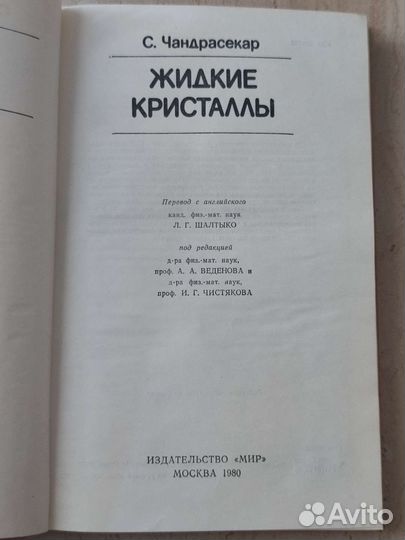 С. Чандрасекар
ЖИДКИЕ
КРИСТАЛЛЫ
Перевод с английского
канд. физ.-мат. наук
Л. Г. ШАЛТЫКО
под редакцией
д-ра физ.-мат. наук,
проф. А. А. ВЕДЕНОВА и
д-ра физ.-мат. наук,
проф. И. Г. ЧИСТЯКОВА
ИЗДАТЕЛЬСТВО «МИР»
МОСКВА 1980
Avito